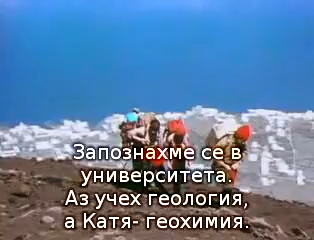 Запознахме се в
университета.
Аз учех геология,
а Катя- геохимия.